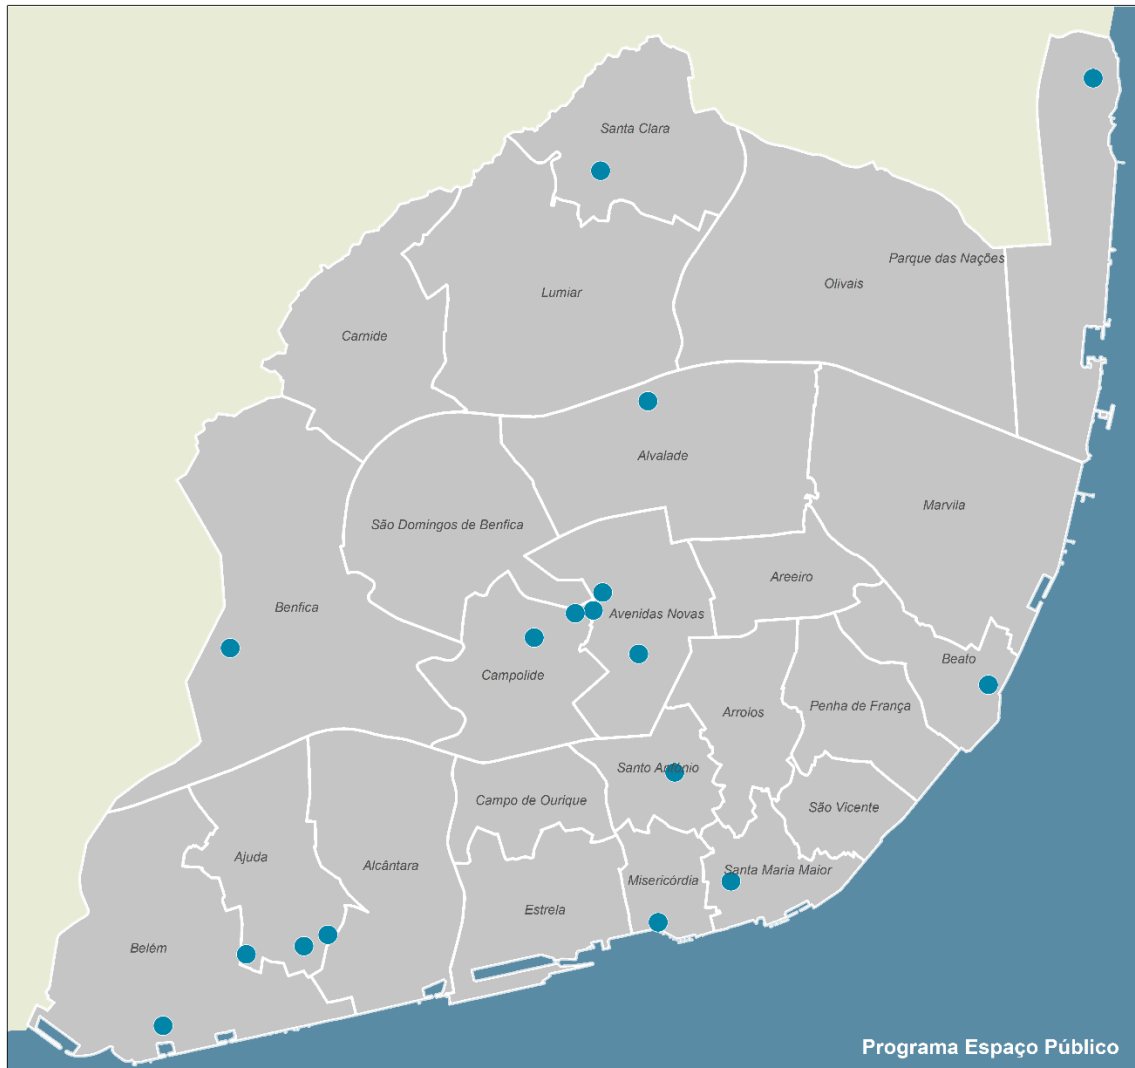 Santa Clara
Parque das Nações
Olivais
Lumiar
Carnide
Alvalade
Marvila
São Domingos de Benfica
Areeiro
Benfica
Avenidas Novas
Beato
Campolide
Penha de França
Arroios
Santo António
Campo de Ourique
São Vicente
Ajuda
Alcântara
Santa Maria Maior
Misericórdia
Estrela
Belém
Programa Espaço Público